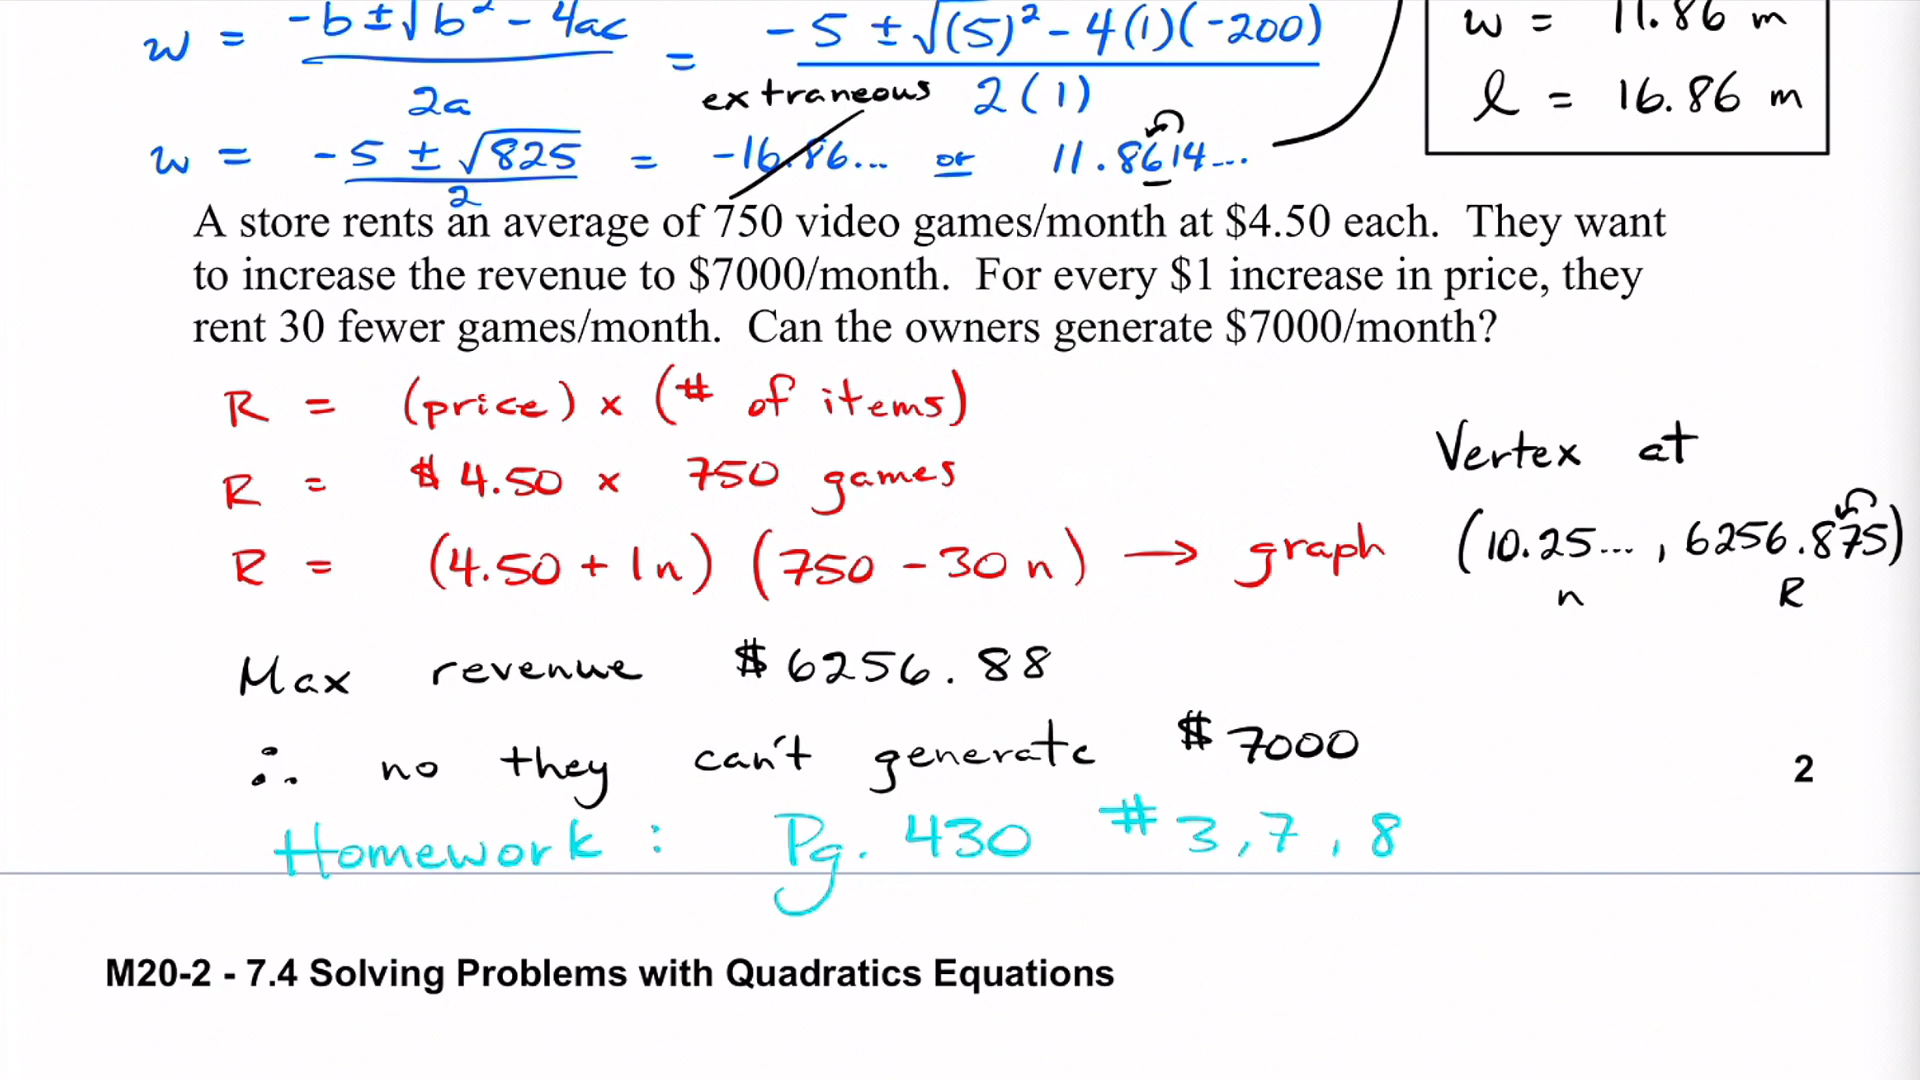 w = -b ± √b² - 4ac / 2a = -5 ± √(5)² - 4(1)(-200) / 2(1)
w = 11.86 m
l = 16.86 m
extraneous
w = -5 ± √825 / 2 = -16.86... or 11.8614...
A store rents an average of 750 video games/month at $4.50 each. They want
to increase the revenue to $7000/month. For every $1 increase in price, they
rent 30 fewer games/month. Can the owners generate $7000/month?
R = (price) x (# of items)
R = $4.50 x 750 games
R = (4.50 + 1n) (750 - 30n) → graph
Vertex at
(10.25..., 6256.875)
n R
Max revenue $6256.88
∴ no they can't generate $7000
2
Homework: Pg. 430 #3, 7, 8
M20-2 - 7.4 Solving Problems with Quadratics Equations